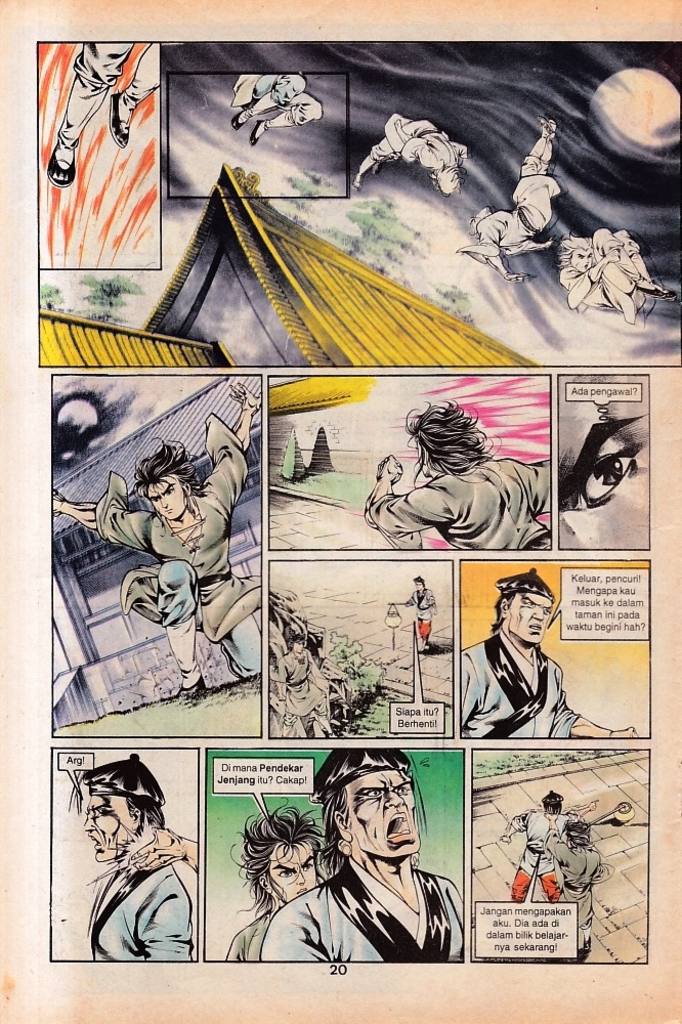 Ada pengawal?
Siapa itu?
Berhenti!
Keluar, pencuri!
Mengapa kau
masuk ke dalam
taman ini pada
waktu begini hah?
Arg!
Di mana Pendekar
Jenjang itu? Cakap!
Jangan mengapakan
aku. Dia ada di
dalam bilik belajar-
nya sekarang!
20